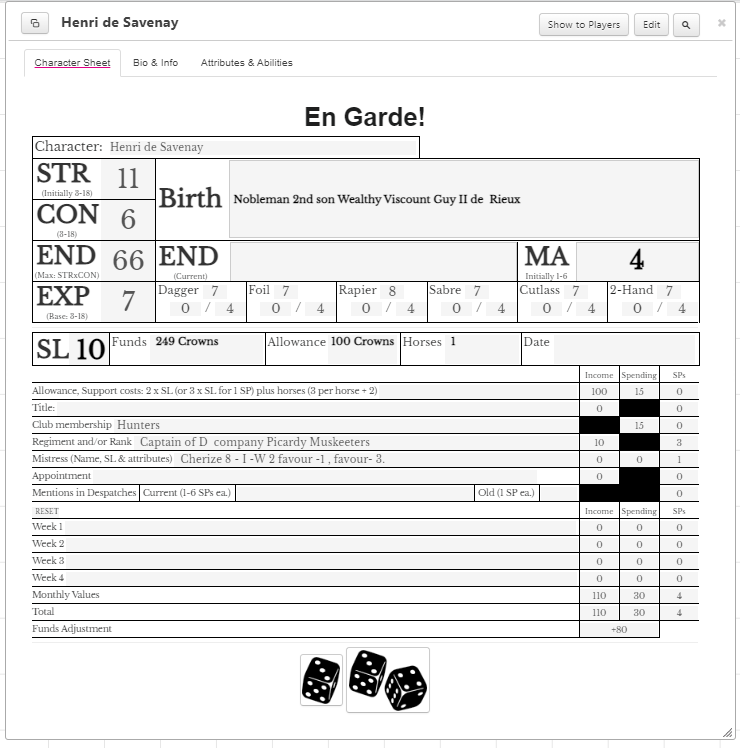 Henri de Savenay
Show to Players Edit
Character Sheet Bio & Info Attributes & Abilities
En Garde!
Character: Henri de Savenay
STR (Initially 3-18) 11
CON (3-18) 6
Birth Nobleman 2nd son Wealthy Viscount Guy II de Rieux
END (Max: STRxCON) 66 END (Current) MA Initially 1-6 4
EXP (Base: 3-18) 7
Dagger 7 Foil 7 Rapier 8 Sabre 7 Cutlass 7 2-Hand 7
0 / 4 0 / 4 0 / 4 0 / 4 0 / 4 0 / 4
SL 10 Funds 249 Crowns Allowance 100 Crowns Horses 1 Date
Income Spending SPs
Allowance, Support costs: 2 x SL (or 3 x SL for 1 SP) plus horses (3 per horse + 2) 100 15 0
Title: 0 0
Club membership Hunters 15 0
Regiment and/or Rank Captain of D company Picardy Muskeeters 10 3
Mistress (Name, SL & attributes) Cherize 8 - I -W 2 favour -1 , favour- 3. 0 0 1
Appointment 0 0
Mentions in Despatches Current (1-6 SPs ea.) Old (1 SP ea.) 0
RESET Income Spending SPs
Week 1 0 0 0
Week 2 0 0 0
Week 3 0 0 0
Week 4 0 0 0
Monthly Values 110 30 4
Total 110 30 4
Funds Adjustment +80